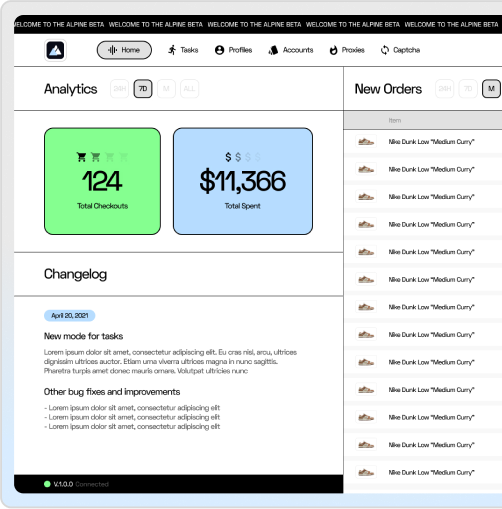 WELCOME TO THE ALPINE BETA WELCOME TO THE ALPINE BETA WELCOME TO THE ALPINE BETA WELCOME TO THE ALPINE BETA WELCOME TO THE ALPINE
Home Tasks Profiles Accounts Proxies Captcha
Analytics 24H 7D M ALL
New Orders 24H 7D M
Item
124
Total Checkouts
$ $ $ $
$11,366
Total Spent
Nike Dunk Low "Medium Curry"
Nike Dunk Low "Medium Curry"
Nike Dunk Low "Medium Curry"
Nike Dunk Low "Medium Curry"
Nike Dunk Low "Medium Curry"
Nike Dunk Low "Medium Curry"
Nike Dunk Low "Medium Curry"
Nike Dunk Low "Medium Curry"
Nike Dunk Low "Medium Curry"
Nike Dunk Low "Medium Curry"
Nike Dunk Low "Medium Curry"
Nike Dunk Low "Medium Curry"
Nike Dunk Low "Medium Curry"
Changelog
April 20, 2021
New mode for tasks
Lorem ipsum dolor sit amet, consectetur adipiscing elit. Eu cras nisl, arcu, ultrices
dignissim ultrices auctor. Etiam urna viverra ultrices magna in nunc sagittis.
Pharetra turpis amet donec mauris ornare. Volutpat ultricies nunc
Other bug fixes and improvements
- Lorem ipsum dolor sit amet, consectetur adipiscing elit
- Lorem ipsum dolor sit amet, consectetur adipiscing elit
- Lorem ipsum dolor sit amet, consectetur adipiscing elit
V.1.0.0 Connected